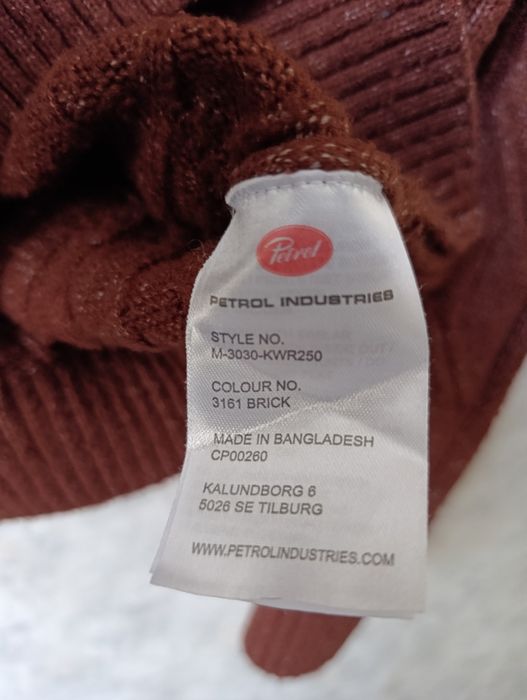 Petrol
PETROL INDUSTRIES
STYLE NO.
M-3030-KWR250
COLOUR NO.
3161 BRICK
MADE IN BANGLADESH
CP00260
KALUNDBORG 6
5026 SE TILBURG
WWW.PETROLINDUSTRIES.COM